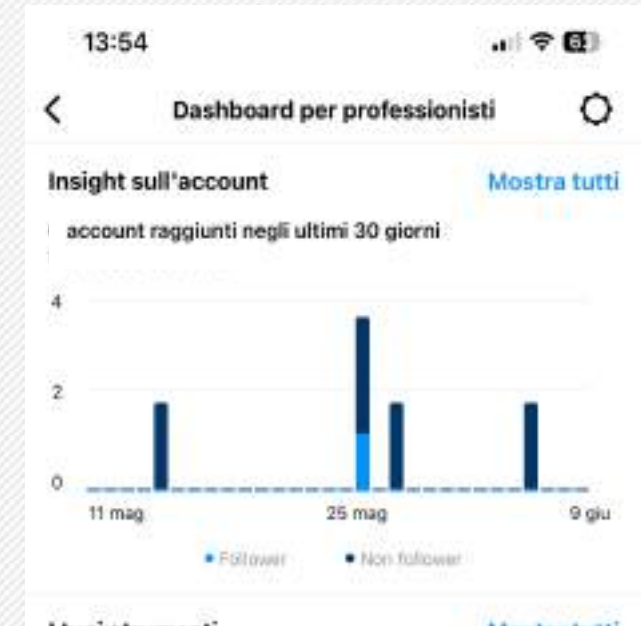 13:54
Dashboard per professionisti
Insight sull'account Mostra tutti
account raggiunti negli ultimi 30 giorni
4
2
0
11 mag 25 mag 9 giu
Follower Non follower